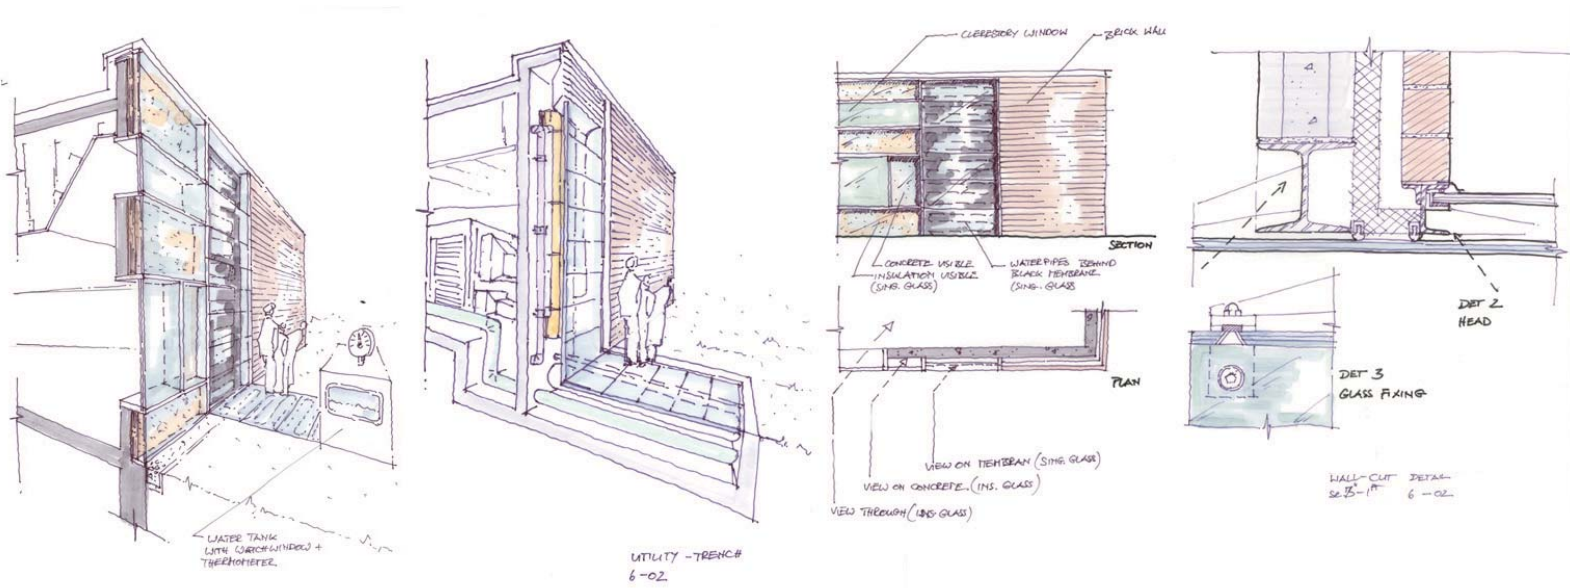 WATER TANK
WITH WATCHWINDOW +
THERMOMETER
UTILITY - TRENCH
6-02
CLERESTORY WINDOW
BRICK WALL
SECTION
CONCRETE VISIBLE
INSULATION VISIBLE
(SING. GLASS)
WATERPIPES BEHIND
BLACK MEMBRANE
(SING. GLASS
PLAN
VIEW ON MEMBRAN (SING. GLASS)
VIEW ON CONCRETE. (INS. GLASS)
VIEW THROUGH (INS. GLASS)
DET 2
HEAD
DET 3
GLASS FIXING
WALL-CUT DETAIL
6-02